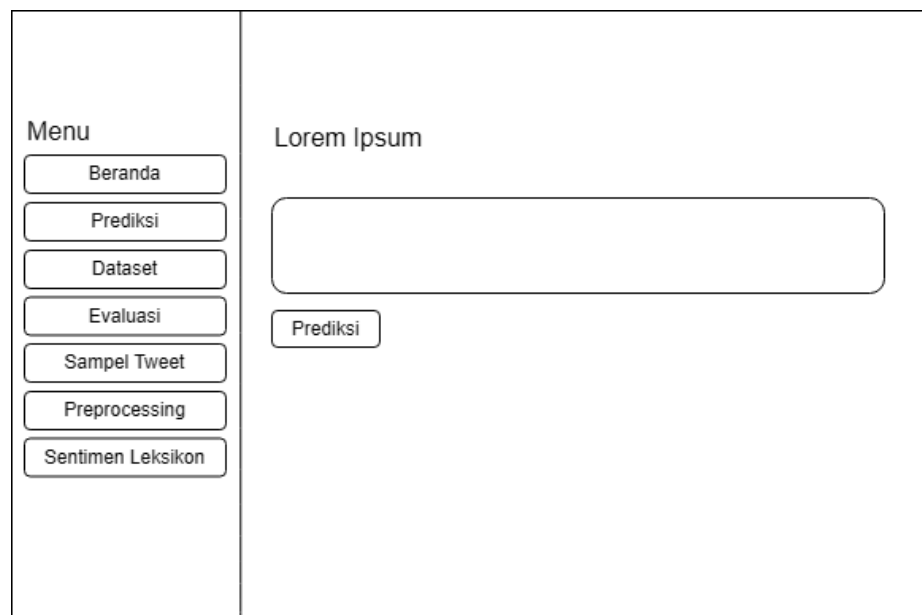 Menu
Beranda
Prediksi
Dataset
Evaluasi
Sampel Tweet
Preprocessing
Sentimen Leksikon
Lorem Ipsum
Prediksi